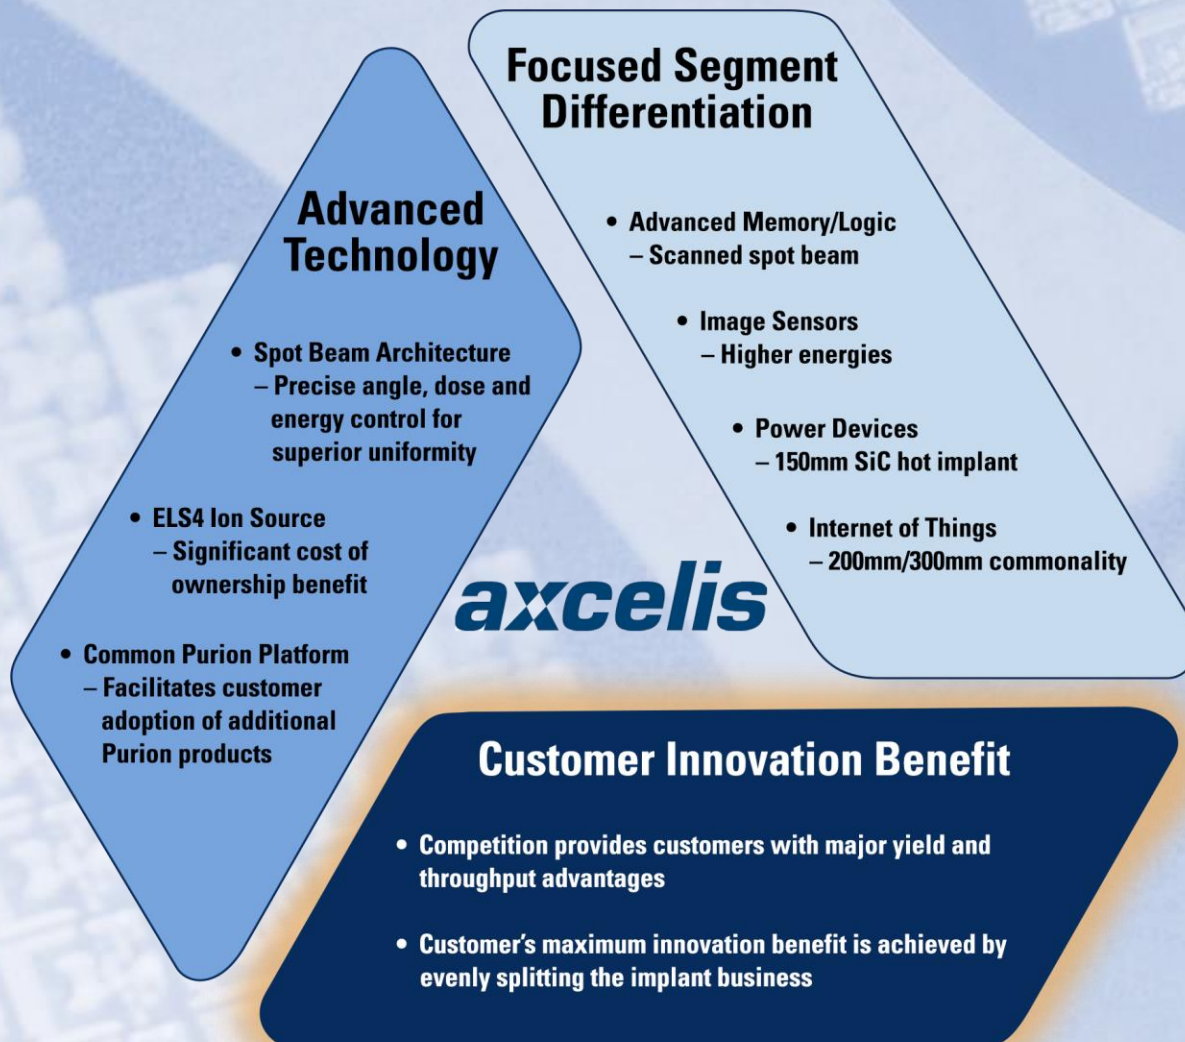 Focused Segment
Differentiation
• Advanced Memory/Logic
– Scanned spot beam
• Image Sensors
– Higher energies
• Power Devices
– 150mm SiC hot implant
• Internet of Things
– 200mm/300mm commonality
Advanced
Technology
• Spot Beam Architecture
– Precise angle, dose and
energy control for
superior uniformity
• ELS4 Ion Source
– Significant cost of
ownership benefit
• Common Purion Platform
– Facilitates customer
adoption of additional
Purion products
axcelis
Customer Innovation Benefit
• Competition provides customers with major yield and
throughput advantages
• Customer’s maximum innovation benefit is achieved by
evenly splitting the implant business